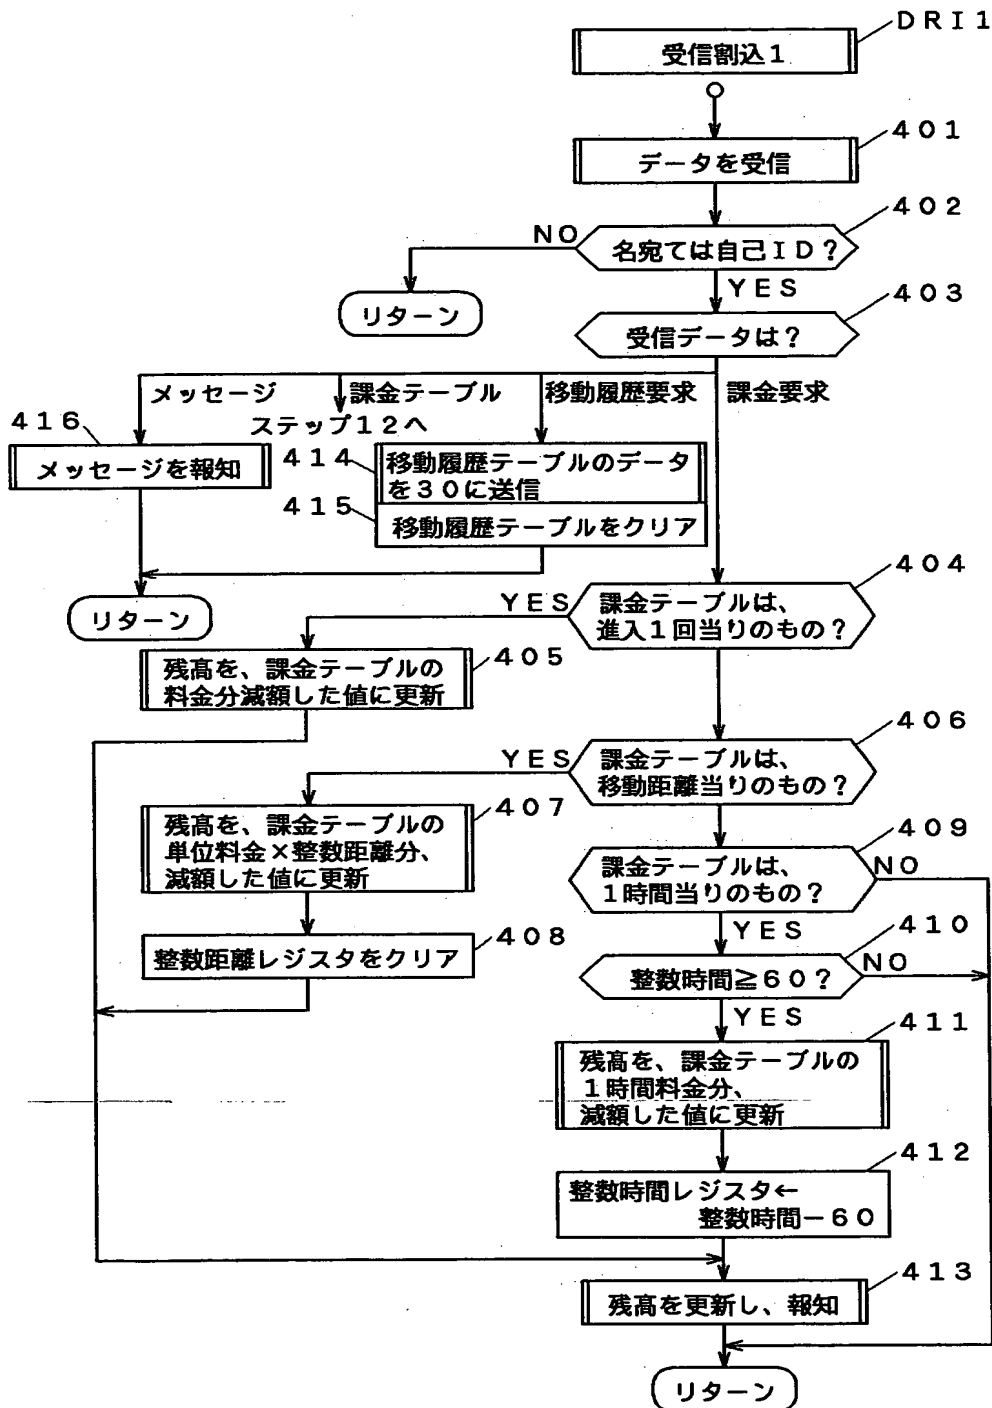 DRI1
受信割込1
401
データを受信
402
名宛ては自己ID?
NO
YES
リターン
403
受信データは?
メッセージ
課金テーブル
移動履歴要求
課金要求
ステップ12へ
416
メッセージを報知
414
移動履歴テーブルのデータ
を30に送信
415
移動履歴テーブルをクリア
リターン
404
課金テーブルは、
進入1回当りのもの?
YES
405
残高を、課金テーブルの
料金分減額した値に更新
406
課金テーブルは、
移動距離当りのもの?
YES
407
残高を、課金テーブルの
単位料金×整数距離分、
減額した値に更新
408
整数距離レジスタをクリア
409
課金テーブルは、
1時間当りのもの?
NO
YES
410
整数時間≧60?
NO
YES
411
残高を、課金テーブルの
1時間料金分、
減額した値に更新
412
整数時間レジスタ←
整数時間-60
413
残高を更新し、報知
リターン